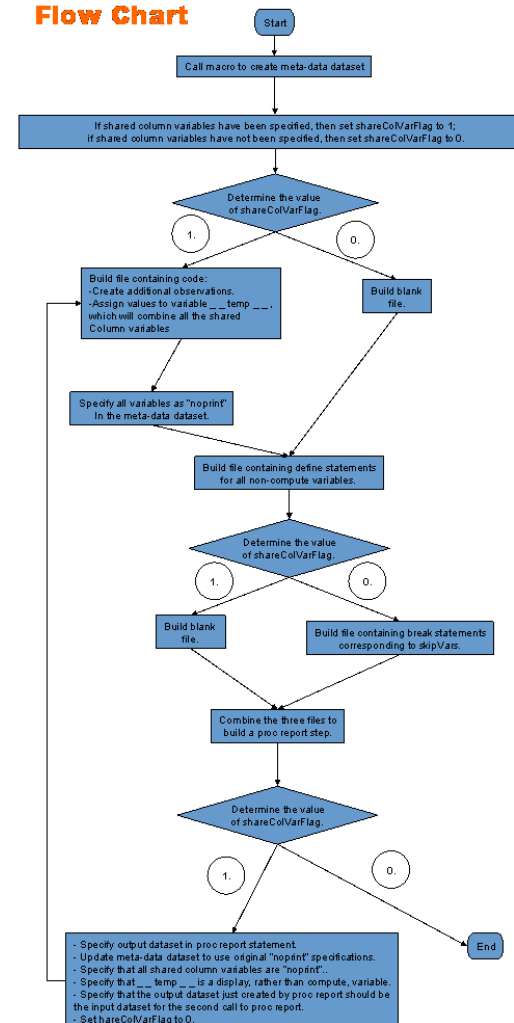 Flow Chart
Start
Call macro to create meta-data dataset
If shared column variables have been specified, then set shareColVarFlag to 1;
if shared column variables have not been specified, then set shareColVarFlag to 0.
Determine the value
of shareColVarFlag.
1.
0.
Build file containing code:
-Create additional observations.
-Assign values to variable _ _ temp _ _ ,
which will combine all the shared
Column variables
Build blank
file.
Specify all variables as "noprint"
In the meta-data dataset.
Build file containing define statements
for all non-compute variables.
Determine the value
of shareColVarFlag.
1.
0.
Build blank
file.
Build file containing break statements
corresponding to skipVars.
Combine the three files to
build a proc report step.
Determine the value
of shareColVarFlag.
1.
0.
End
- Specify output dataset in proc report statement.
- Update meta-data dataset to use original "noprint" specifications.
- Specify that all shared column variables are "noprint"..
- Specify that _ _ temp _ _ is a display, rather than compute, variable.
- Specify that the output dataset just created by proc report should be
the input dataset for the second call to proc report.
- Set hareColVarFlag to 0.